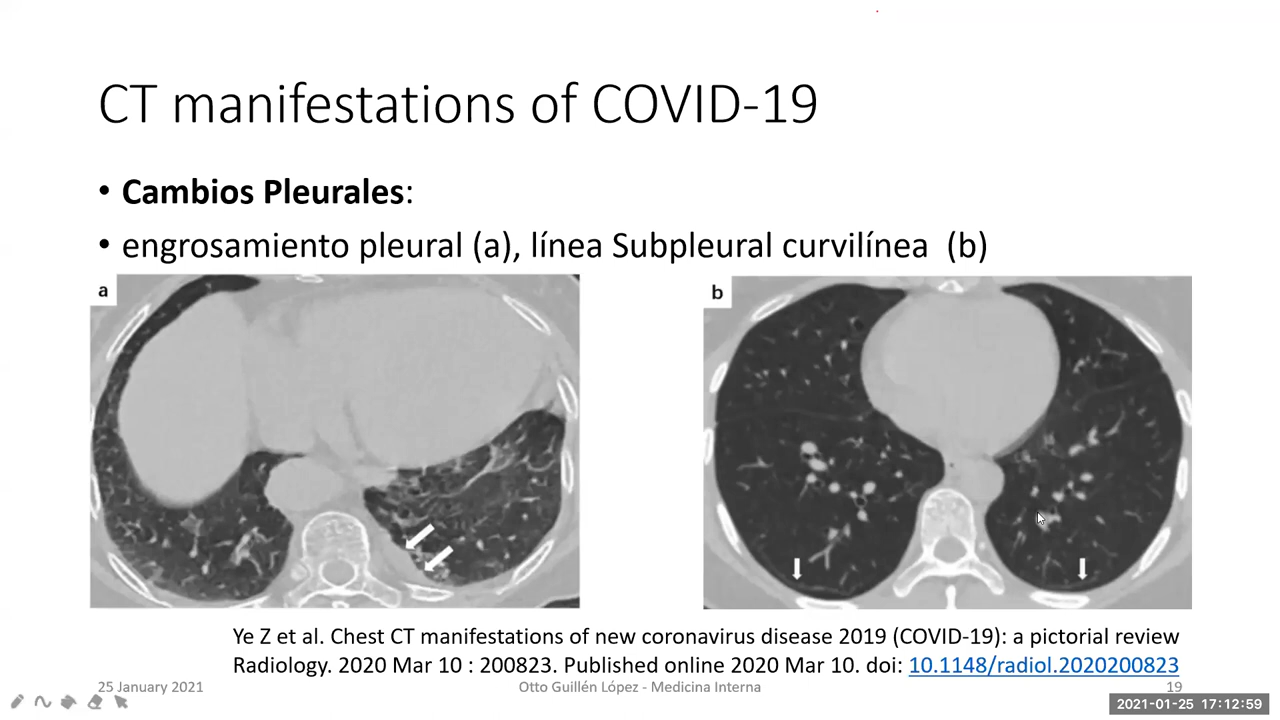 CT manifestations of COVID-19
• Cambios Pleurales:
• engrosamiento pleural (a), línea Subpleural curvilínea (b)
a
b
Ye Z et al. Chest CT manifestations of new coronavirus disease 2019 (COVID-19): a pictorial review
Radiology. 2020 Mar 10 : 200823. Published online 2020 Mar 10. doi: 10.1148/radiol.2020200823
25 January 2021
Otto Guillén López - Medicina Interna
19
2021-01-25 17:12:59